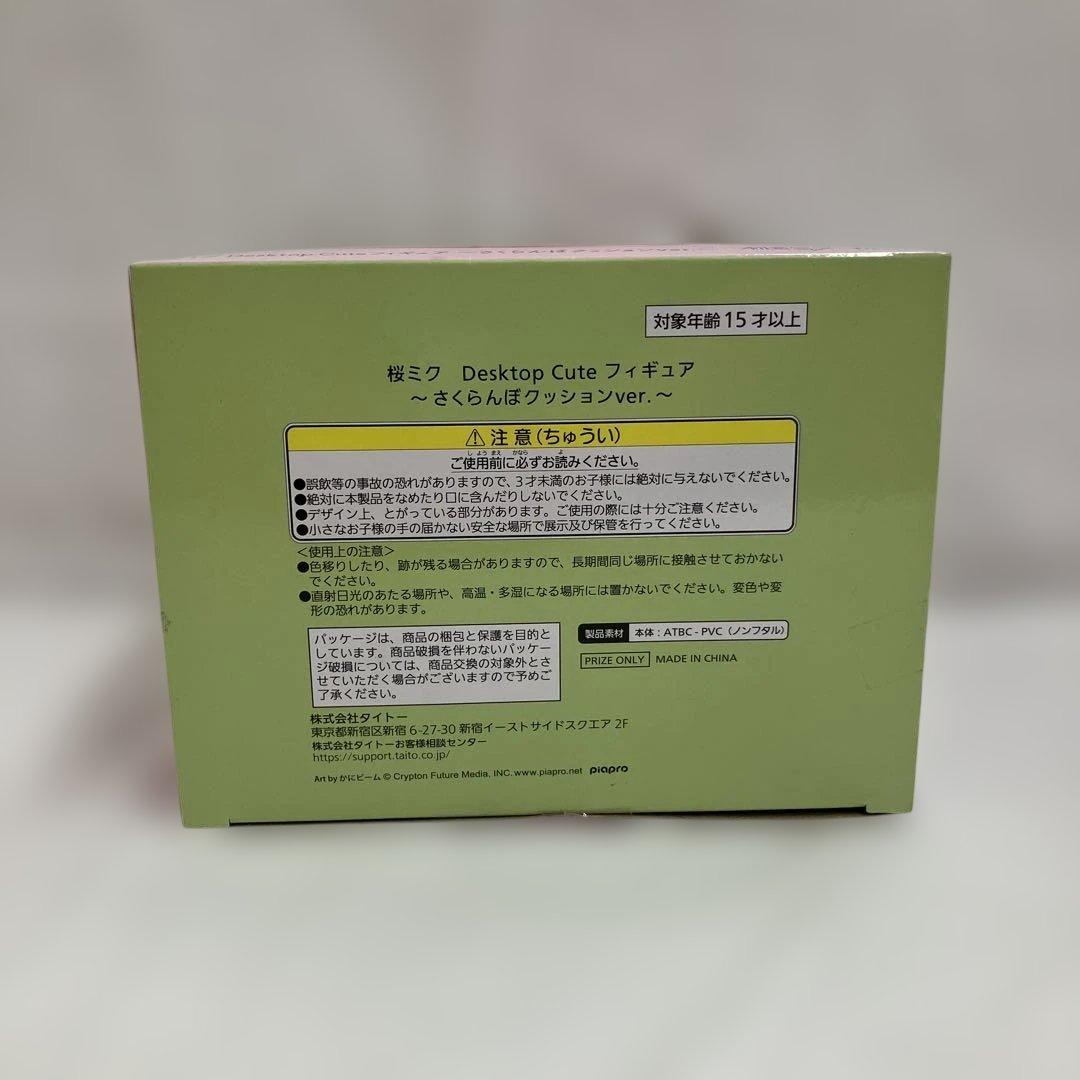 Desktop Cute フィギュア ～さくらんぼクッションver.～
対象年齢15才以上
桜ミク Desktop Cute フィギュア
～さくらんぼクッションver.～
⚠注意(ちゅうい)
ご使用前に必ずお読みください。
●誤飲等の事故の恐れがありますので、3才未満のお子様には絶対に与えないでください。
●絶対に本製品をなめたり口に含んだりしないでください。
●デザイン上、とがっている部分があります。ご使用の際には十分ご注意ください。
●小さなお子様の手の届かない安全な場所で展示及び保管を行ってください。
＜使用上の注意＞
●色移りしたり、跡が残る場合がありますので、長期間同じ場所に接触させておかない
でください。
●直射日光のあたる場所や、高温・多湿になる場所には置かないでください。変色や変
形の恐れがあります。
パッケージは、商品の梱包と保護を目的と
しています。商品破損を伴わないパッケー
ジ破損については、商品交換の対象外とさ
せていただく場合がございますので予めご
了承ください。
製品素材 本体：ATBC-PVC（ノンフタル）
PRIZE ONLY MADE IN CHINA
株式会社タイトー
東京都新宿区新宿 6-27-30 新宿イーストサイドスクエア 2F
株式会社タイトーお客様相談センター
https://support.taito.co.jp/
Art by かにビーム © Crypton Future Media, INC. www.piapro.net piapro